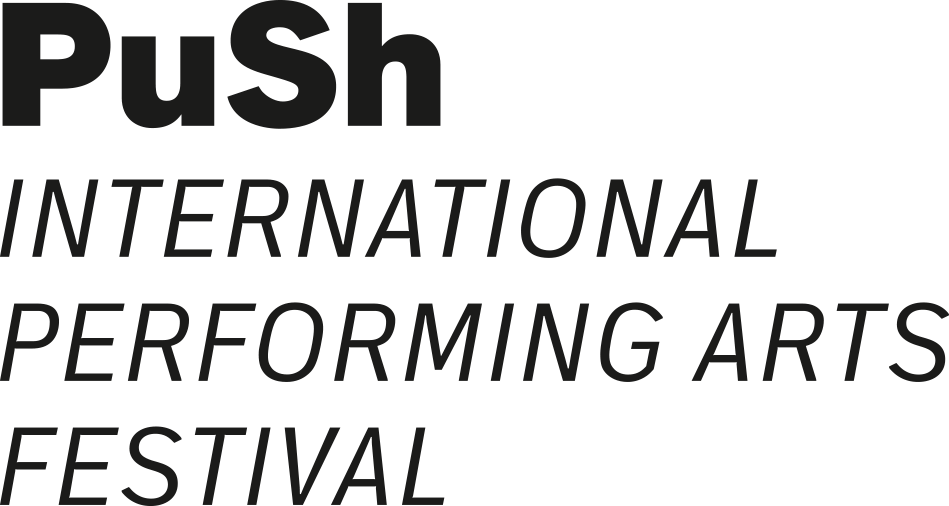 PuSh
INTERNATIONAL
PERFORMING ARTS
FESTIVAL